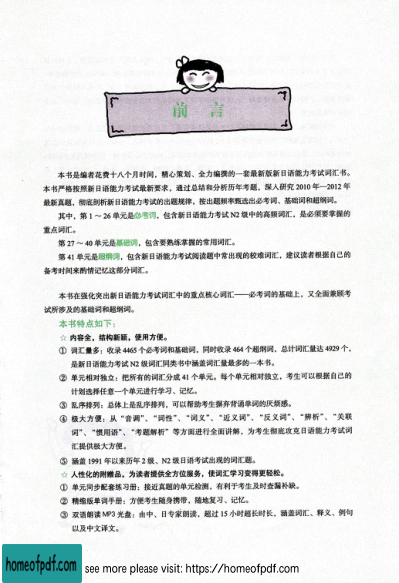 前 言
本书是编者花费十八个月时间，精心策划、全力编撰的一套最新版新日语能力考试词汇书。
本书严格按照新日语能力考试最新要求，通过总结和分析历年考题，深入研究 2010 年—2012 年
最新真题，彻底剖析新日语能力考试的出题规律，按出题频率甄选出必考词、基础词和超纲词。
其中，第 1 ~ 26 单元是必考词，包含新日语能力考试 N2 级中的高频词汇，是必须要掌握的
重点词汇。
第 27 ~ 40 单元是基础词，包含要熟练掌握的常用词汇。
第 41 单元是超纲词，包含新日语能力考试阅读题中常出现的较难词汇，建议读者根据自己的
备考时间来酌情记忆这部分词汇。
本书在强化突出新日语能力考试词汇中的重点核心词汇——必考词的基础上，又全面兼顾考
试所涉及的基础词和超纲词。
本书特点如下：
☆ 内容全，结构新颖，使用方便。
① 词汇量多：收录 4465 个必考词和基础词，同时收录 464 个超纲词，总计词汇量达 4929 个，
是新日语能力考试 N2 级词汇同类书中涵盖词汇量最多的一本书。
② 单元相对独立：把所有的词汇分成 41 个单元，每个单元相对独立，考生可以根据自己的
计划选择任意一个单元进行学习、记忆。
③ 乱序排列：总体上是乱序排列，可以帮助考生摒弃背诵单词的厌烦感。
④ 极大方便：从“音调”、“词性”、“词义”、“近义词”、“反义词”、“辨析”、“关联
词”、“惯用语”、“考题解析”等方面进行全面讲解，为考生彻底攻克日语能力考试词
汇提供极大方便。
⑤ 涵盖 1991 年以来历年 2 级、N2 级日语考试出现的词汇题。
☆ 人性化的附赠品，为读者提供全方位服务，使词汇学习变得更轻松。
① 单元同步配套练习册：接近真题的单元检测，有利于考生及时查漏补缺。
② 精缩版单词手册：方便考生随身携带，随地复习、记忆。
③ 双语朗读 MP3 光盘：由中、日专家朗读，超过 15 小时超长时长，涵盖词汇、释义、例句
以及中文译文。
homeofpdf.com
see more please visit: https://homeofpdf.com